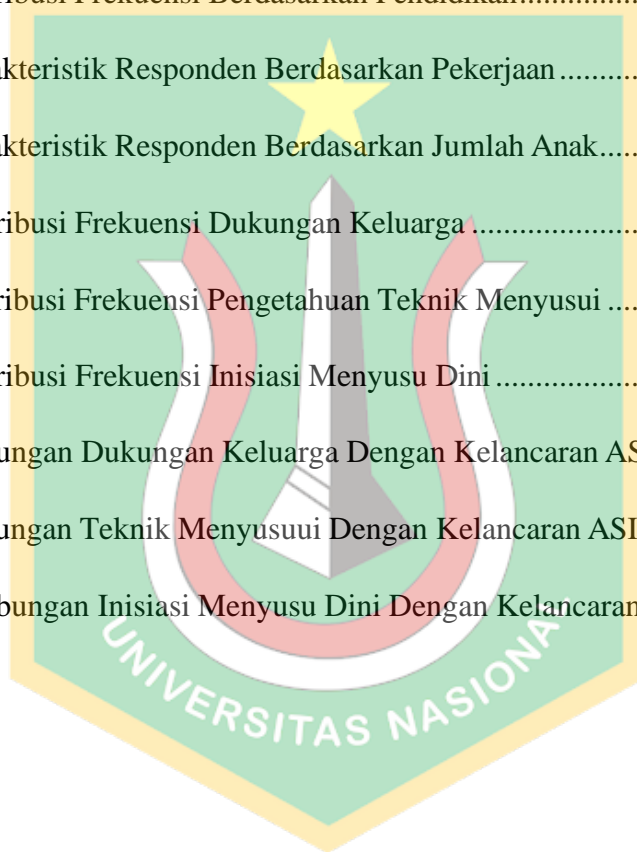 ribusi Frekuensi Berdasarkan Pendidikan..............
akteristik Responden Berdasarkan Pekerjaan..........
akteristik Responden Berdasarkan Jumlah Anak.....
ribusi Frekuensi Dukungan Keluarga.....................
ribusi Frekuensi Pengetahuan Teknik Menyusui.....
ribusi Frekuensi Inisiasi Menyusu Dini..................
ungan Dukungan Keluarga Dengan Kelancaran AS
ungan Teknik Menyusuui Dengan Kelancaran ASI
bungan Inisiasi Menyusu Dini Dengan Kelancaran
UNIVERSITAS NASIONAL